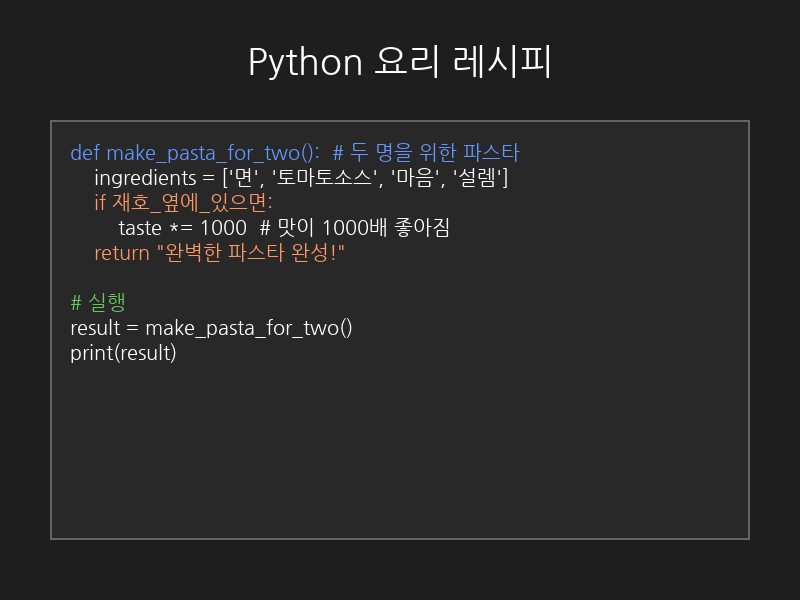 Python 요리 레시피
def make_pasta_for_two():  # 두 명을 위한 파스타
    ingredients = ['면', '토마토소스', '마음', '설렘']
    if 재호_옆에_있으면:
        taste *= 1000  # 맛이 1000배 좋아짐
    return "완벽한 파스타 완성!"
# 실행
result = make_pasta_for_two()
print(result)